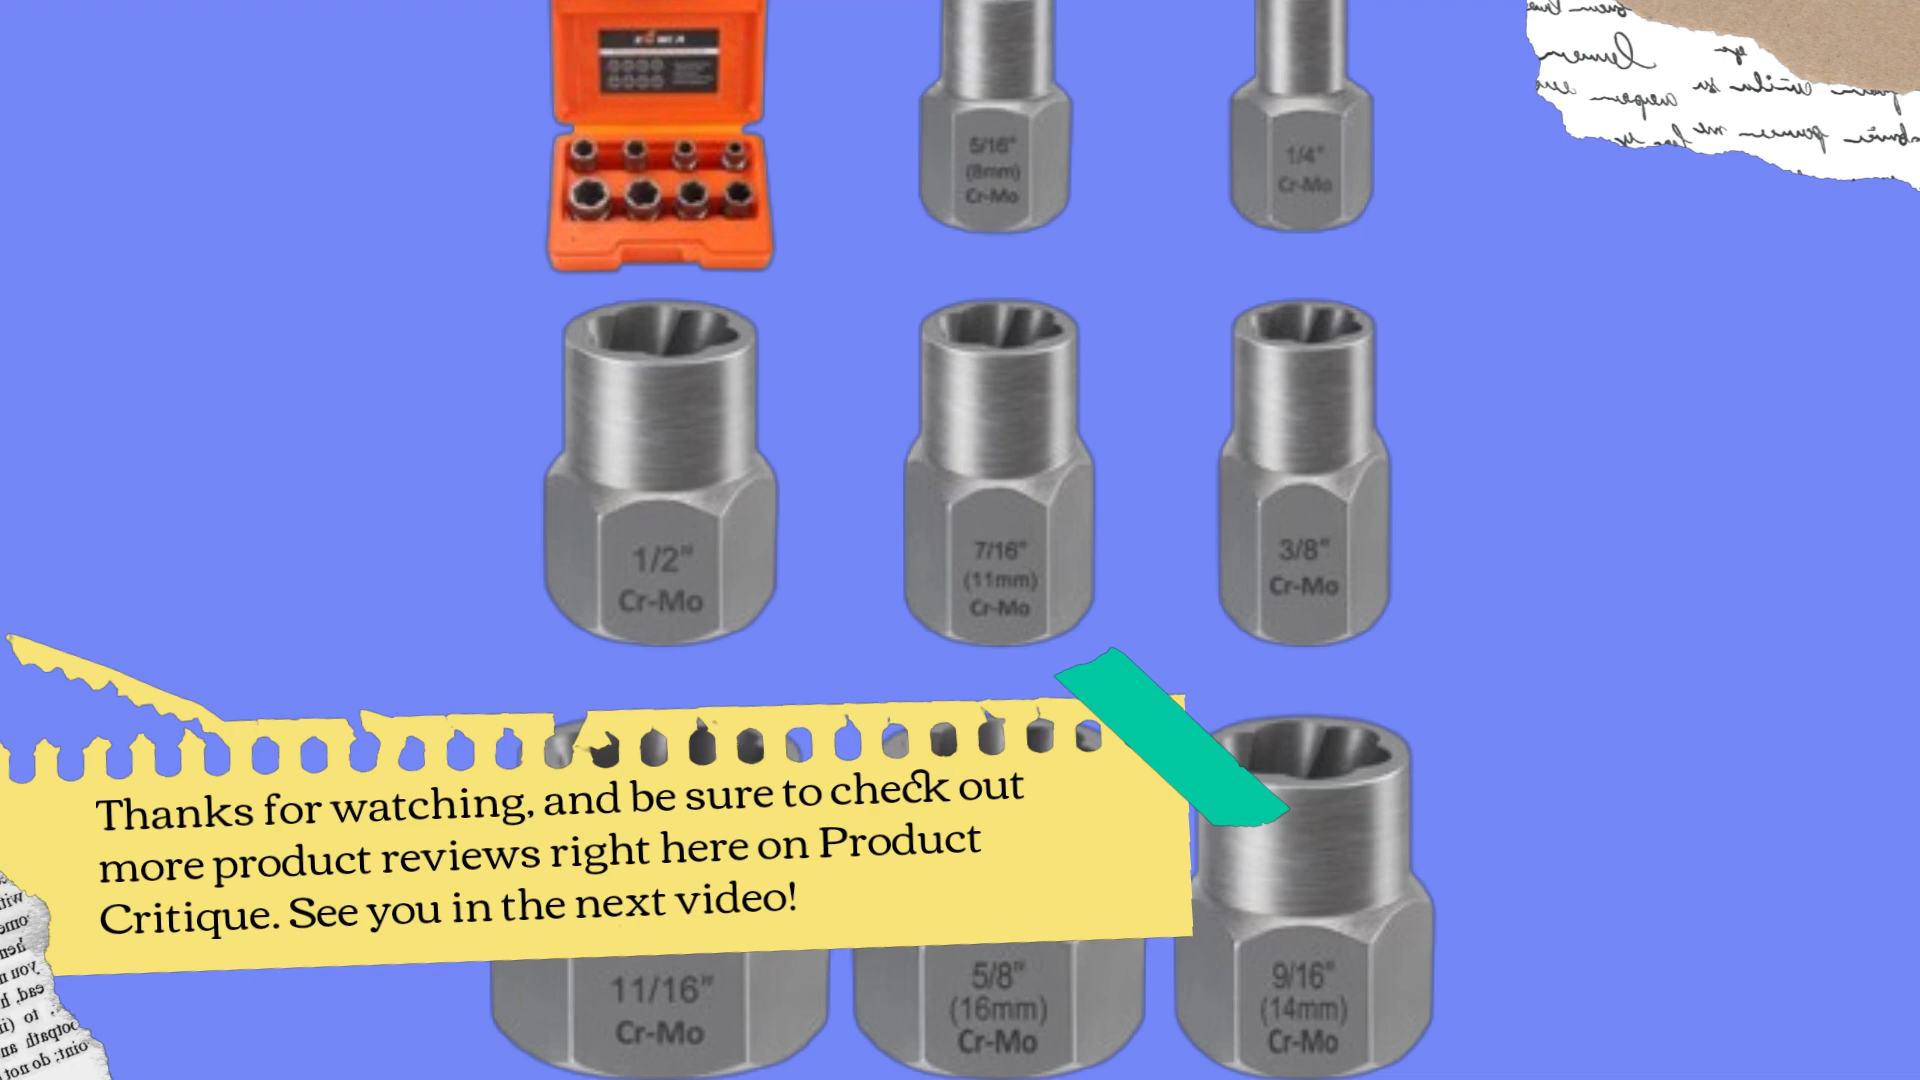 5/16"
(8mm)
Cr-Mo
1/4"
Cr-Mo
1/2"
Cr-Mo
7/16"
(11mm)
Cr-Mo
3/8"
Cr-Mo
Thanks for watching, and be sure to check out
more product reviews right here on Product
Critique. See you in the next video!
11/16"
Cr-Mo
5/8"
(16mm)
Cr-Mo
9/16"
(14mm)
Cr-Mo